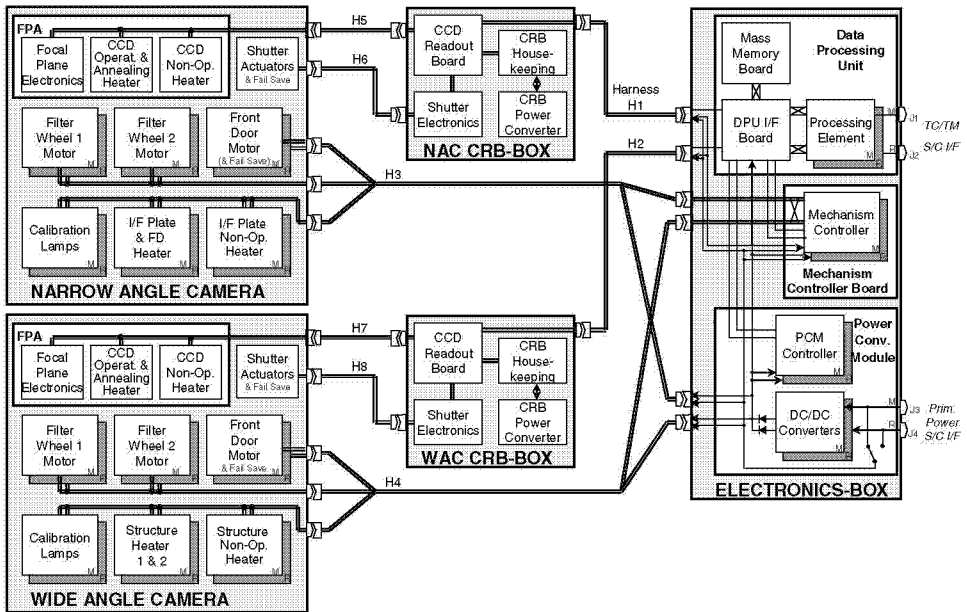 FPA
Focal
Plane
Electronics
CCD
Operat. &
Annealing
Heater
CCD
Non-Op.
Heater
Shutter
Actuators
& Fail Save
Filter
Wheel 1
Motor
M
R
Filter
Wheel 2
Motor
M
R
Front
Door
Motor
(& Fail Save)
M
R
Calibration
Lamps
M
R
I/F Plate
& FD
Heater
M
R
I/F Plate
Non-Op.
Heater
M
R
NARROW ANGLE CAMERA
H5
H6
H3
CCD
Readout
Board
CRB
House-
keeping
Shutter
Electronics
CRB
Power
Converter
NAC CRB-BOX
Harness
H1
H2
Data
Processing
Unit
Mass
Memory
Board
DPU I/F
Board
Processing
Element
M
R
J1
TC/TM
S/C I/F
J2
Mechanism
Controller
M
R
Mechanism
Controller Board
Power
Conv.
Module
PCM
Controller
M
R
DC/DC
Converters
M
R
M
R
J3
Prim.
Power
J4
S/C I/F
ELECTRONICS-BOX
FPA
Focal
Plane
Electronics
CCD
Operat. &
Annealing
Heater
CCD
Non-Op.
Heater
Shutter
Actuators
& Fail Save
Filter
Wheel 1
Motor
M
R
Filter
Wheel 2
Motor
M
R
Front
Door
Motor
(& Fail Save)
M
R
Calibration
Lamps
M
R
Structure
Heater
1 & 2
M
R
Structure
Non-Op.
Heater
M
R
WIDE ANGLE CAMERA
H7
H8
H4
CCD
Readout
Board
CRB
House-
keeping
Shutter
Electronics
CRB
Power
Converter
WAC CRB-BOX